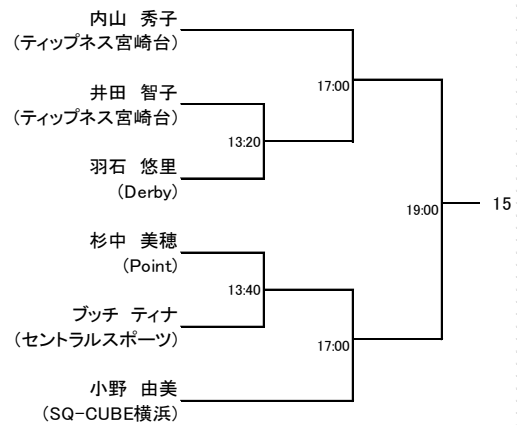 内山　秀子
(ティップネス宮崎台)
17:00
井田　智子
(ティップネス宮崎台)
13:20
羽石　悠里
(Derby)
19:00
15
杉中　美穂
(Point)
13:40
ブッチ　ティナ
(セントラルスポーツ)
17:00
小野　由美
(SQ-CUBE横浜)